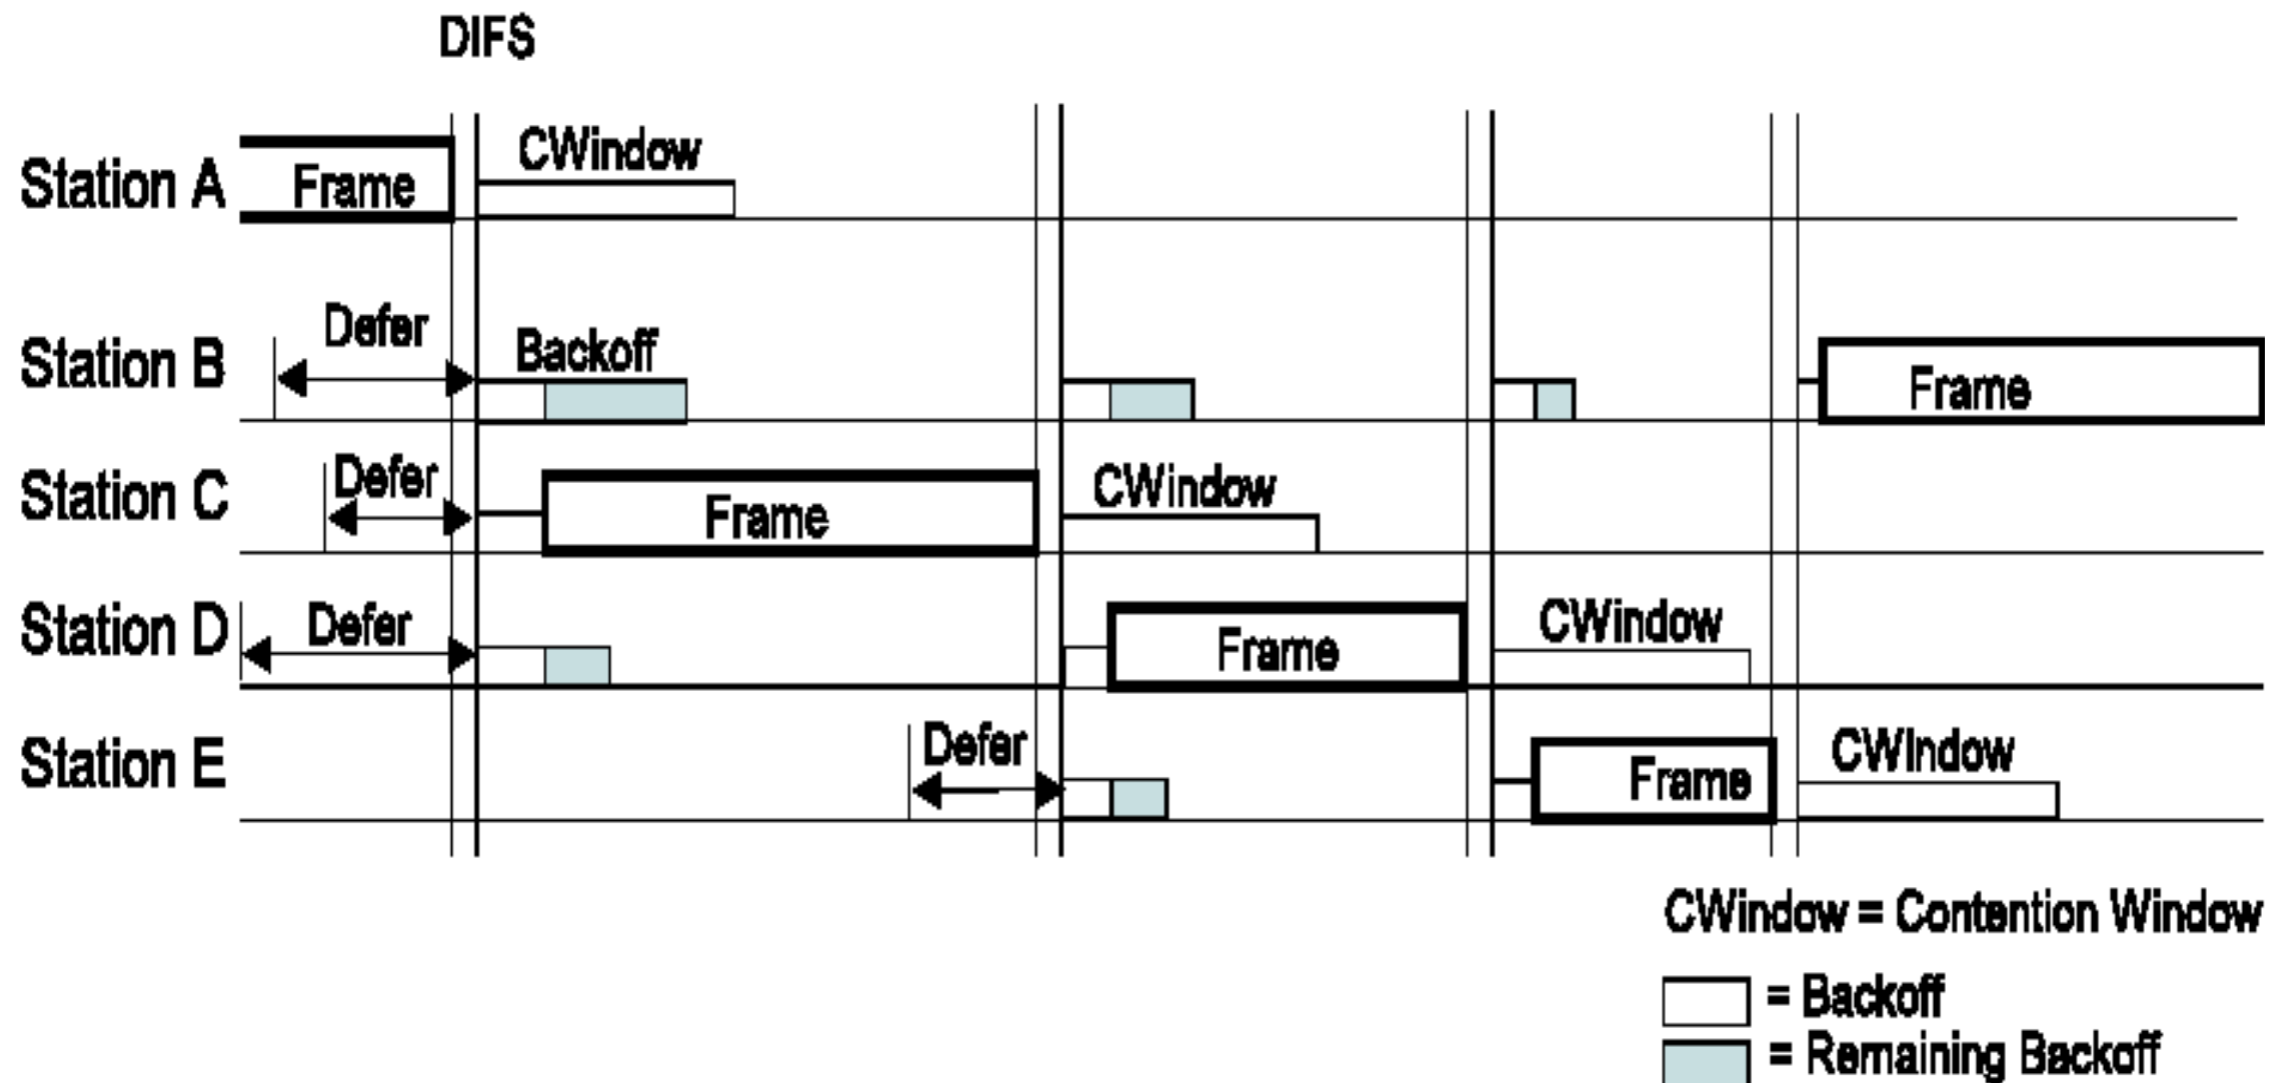 DIFS
Station A Frame CWindow
Station B Defer Backoff Frame
Station C Defer Frame CWindow
Station D Defer Frame CWindow
Station E Defer Frame CWindow
CWindow = Contention Window
= Backoff
= Remaining Backoff